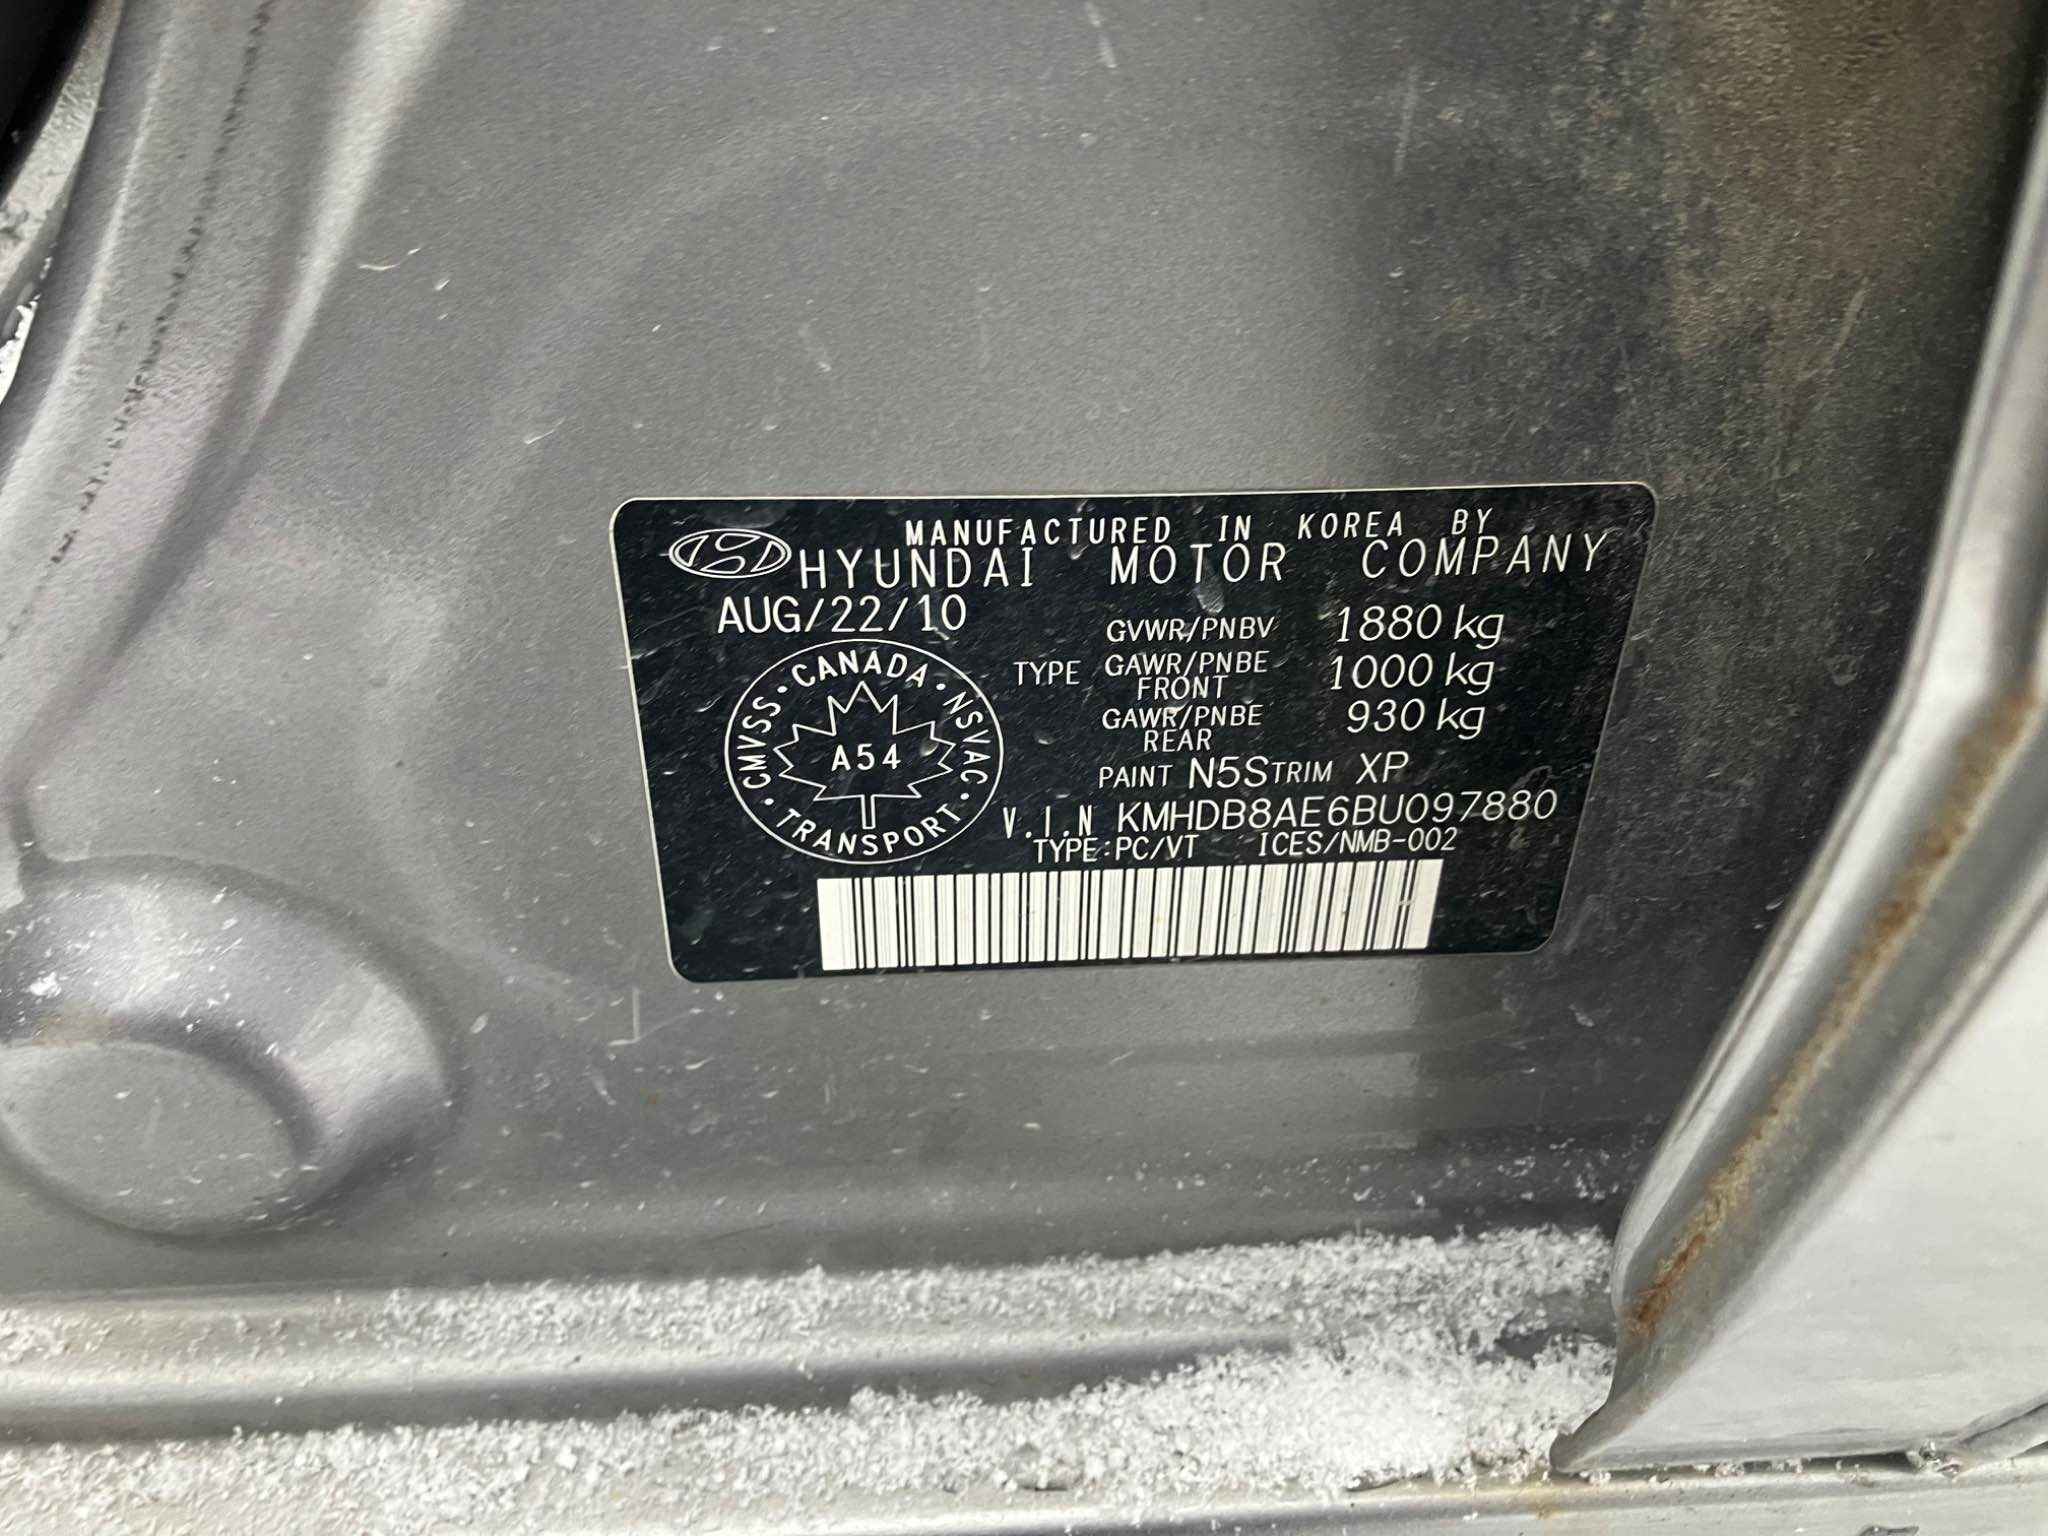 MANUFACTURED IN KOREA BY
HYUNDAI MOTOR COMPANY
AUG/22/10
GVWR/PNBV 1880 kg
TYPE GAWR/PNBE FRONT 1000 kg
GAWR/PNBE REAR 930 kg
PAINT N5S TRIM XP
V.I.N KMHDB8AE6BU097880
TYPE:PC/VT ICES/NMB-002
CANADA · NSVAC · TRANSPORT · CMVSS ·
A54